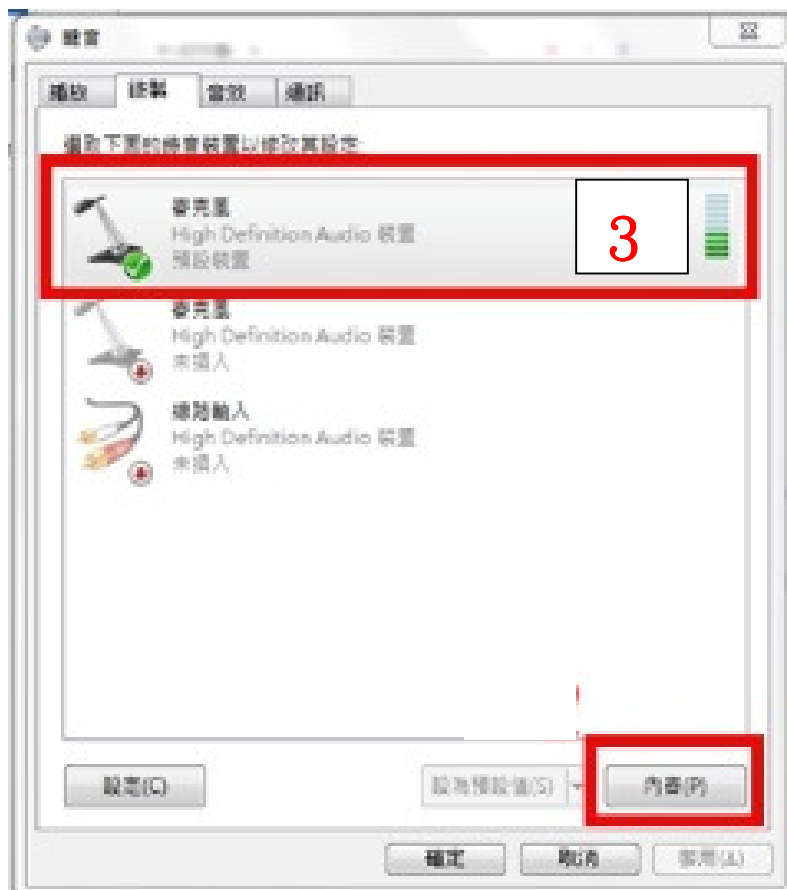 聲音
播放 錄製 音效 通訊
選取下面的錄音裝置以修改其設定:
麥克風
High Definition Audio 裝置
預設裝置
3
麥克風
High Definition Audio 裝置
未插入
線路輸入
High Definition Audio 裝置
未插入
設定(C) 設為預設值(S) 內容(P)
確定 取消 套用(A)